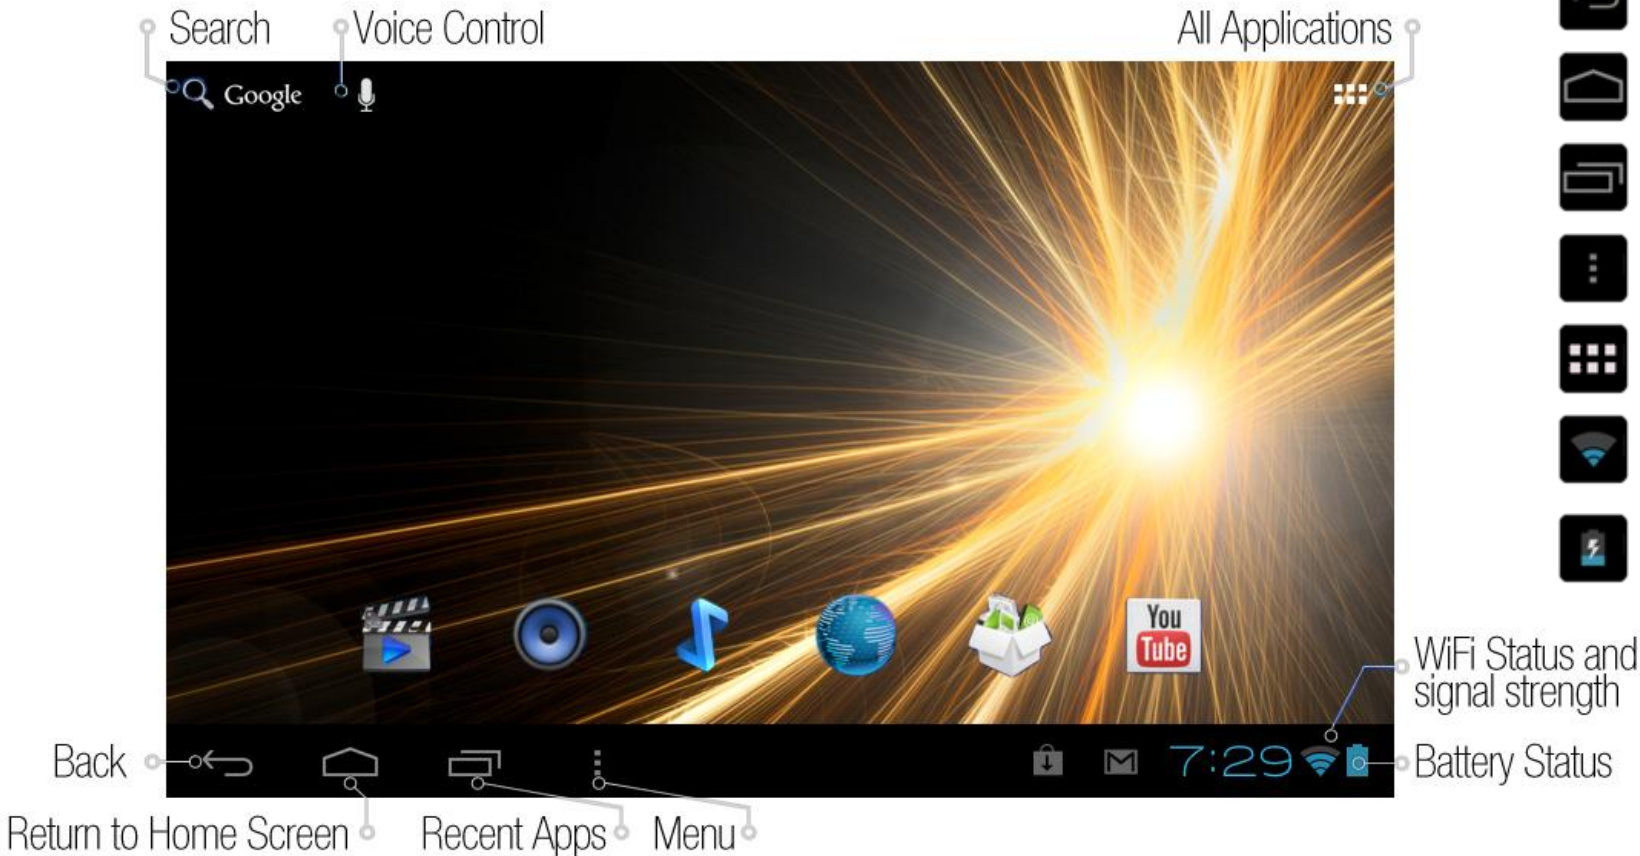 Search
Voice Control
All Applications
Google
You
Tube
WiFi Status and
signal strength
Back
7:29
Battery Status
Return to Home Screen
Recent Apps
Menu